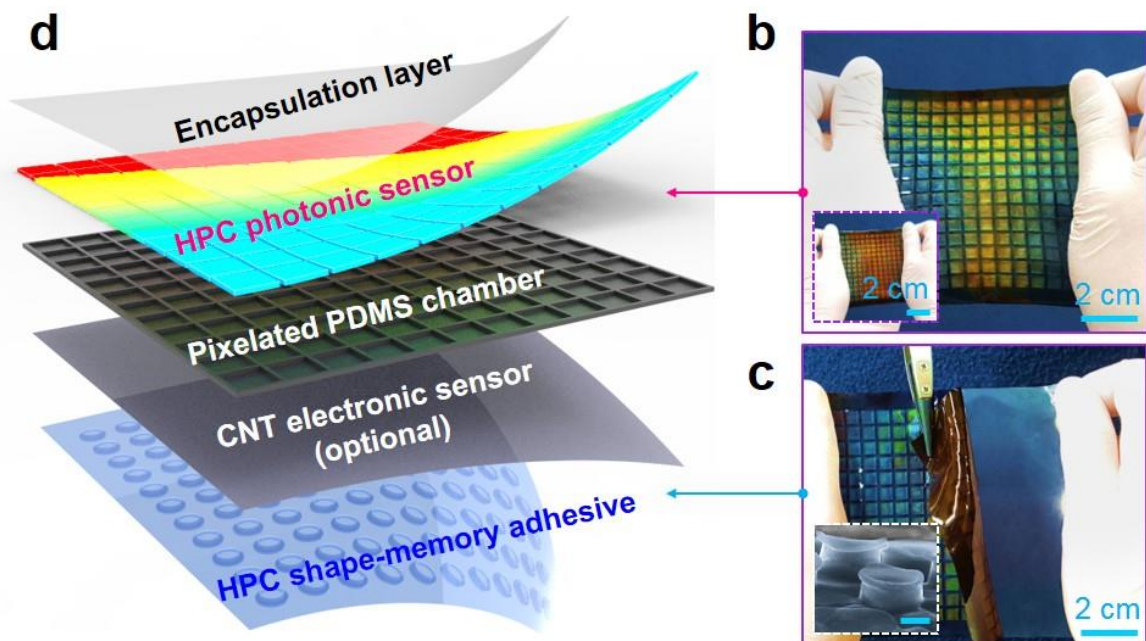 d
Encapsulation layer
HPC photonic sensor
Pixelated PDMS chamber
CNT electronic sensor
(optional)
HPC shape-memory adhesive
b
2 cm
2 cm
c
2 cm